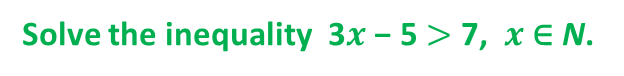 Solve the inequality 3x − 5 > 7, x ∈ N.